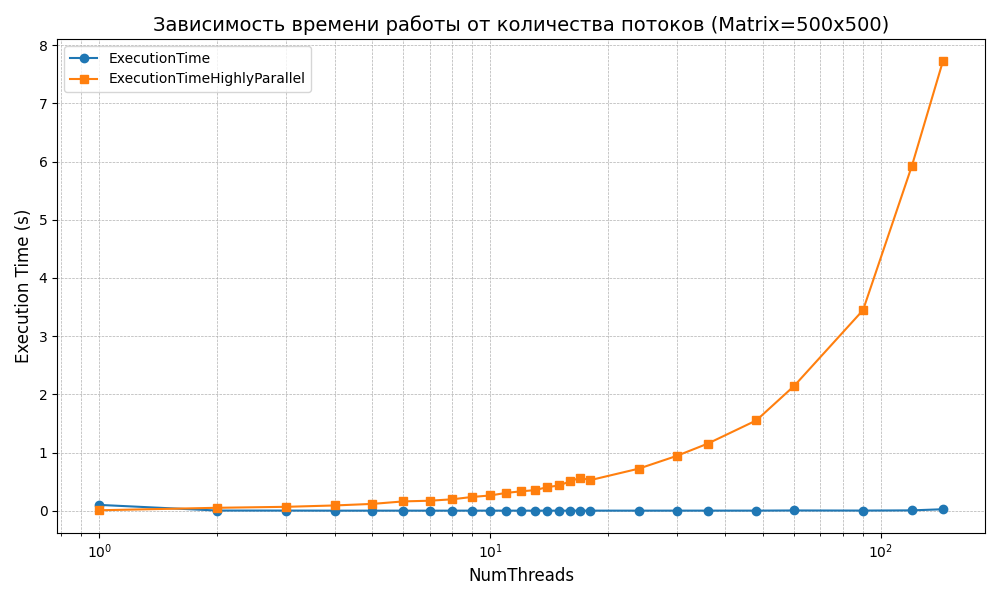 Зависимость времени работы от количества потоков (Matrix=500x500)
ExecutionTime
ExecutionTimeHighlyParallel
Execution Time (s)
8
7
6
5
4
3
2
1
0
10⁰
10¹
10²
NumThreads